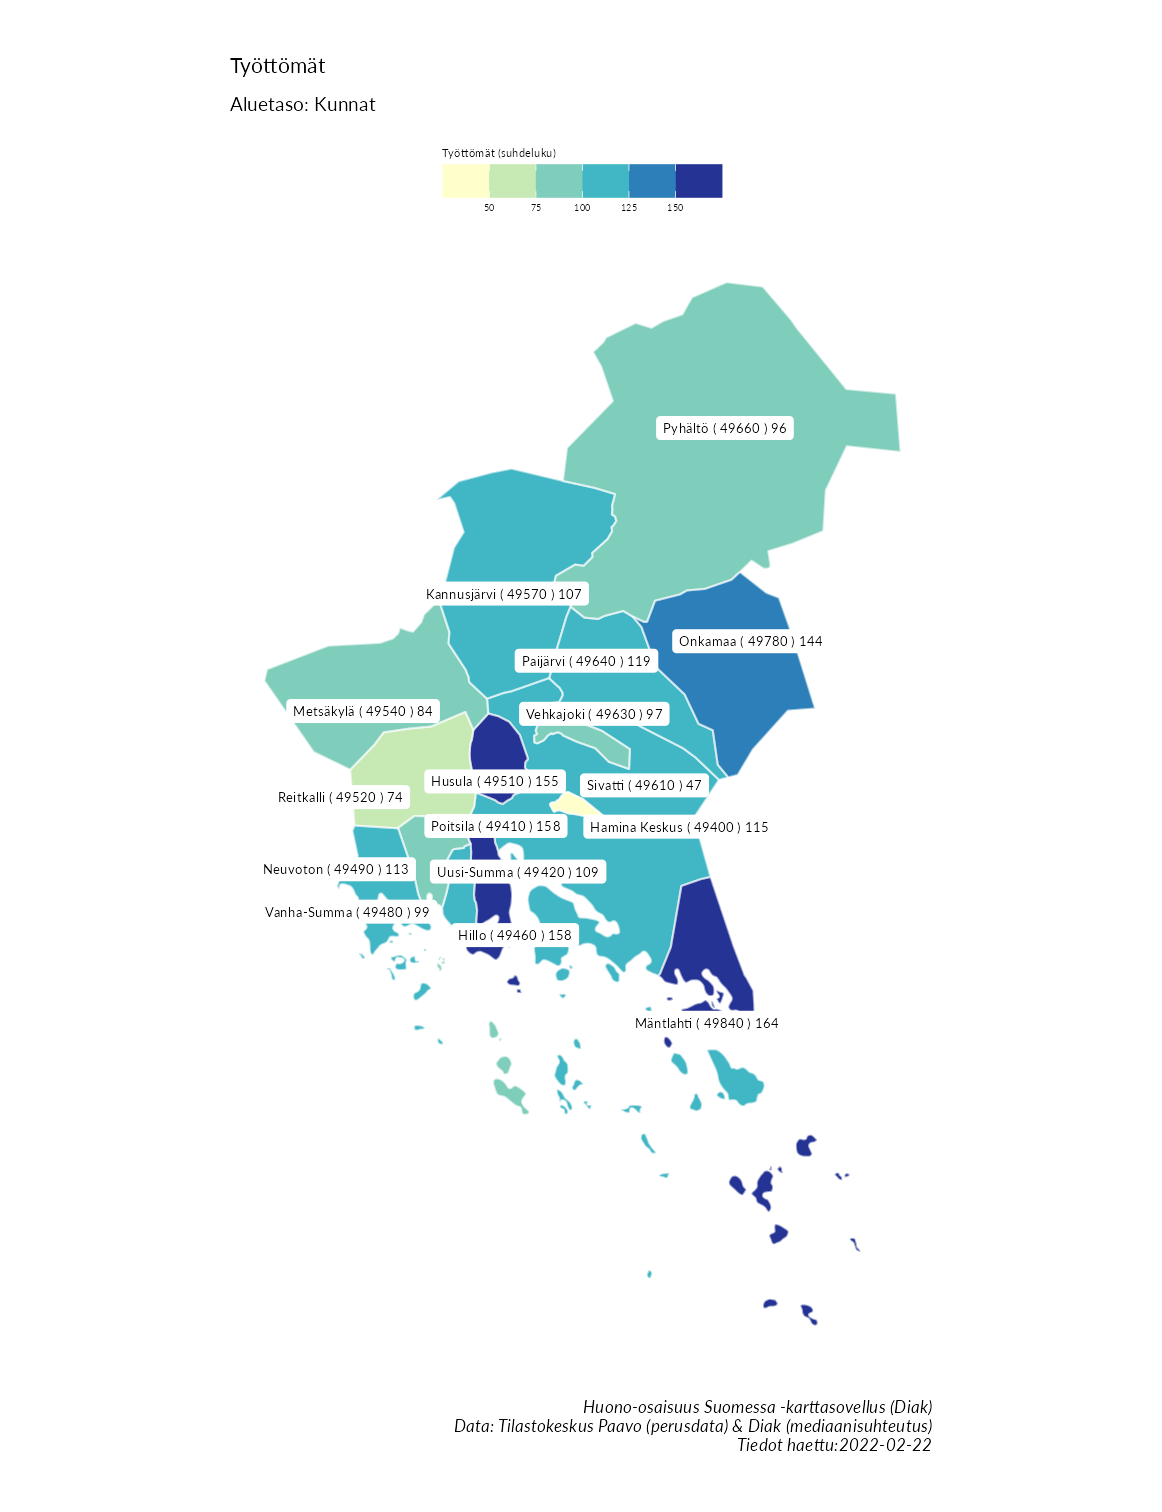 Työttömät
Aluetaso: Kunnat
Työttömät (suhdeluku)
50 75 100 125 150
Pyhältö ( 49660 ) 96
Kannusjärvi ( 49570 ) 107
Onkamaa ( 49780 ) 144
Paijärvi ( 49640 ) 119
Metsäkylä ( 49540 ) 84
Vehkajoki ( 49630 ) 97
Husula ( 49510 ) 155
Sivatti ( 49610 ) 47
Reitkalli ( 49520 ) 74
Poitsila ( 49410 ) 158
Hamina Keskus ( 49400 ) 115
Neuvoton ( 49490 ) 113
Uusi-Summa ( 49420 ) 109
Vanha-Summa ( 49480 ) 99
Hillo ( 49460 ) 158
Mäntlahti ( 49840 ) 164
Huono-osaisuus Suomessa -karttasovellus (Diak)
Data: Tilastokeskus Paavo (perusdata) & Diak (mediaanisuhteutus)
Tiedot haettu:2022-02-22